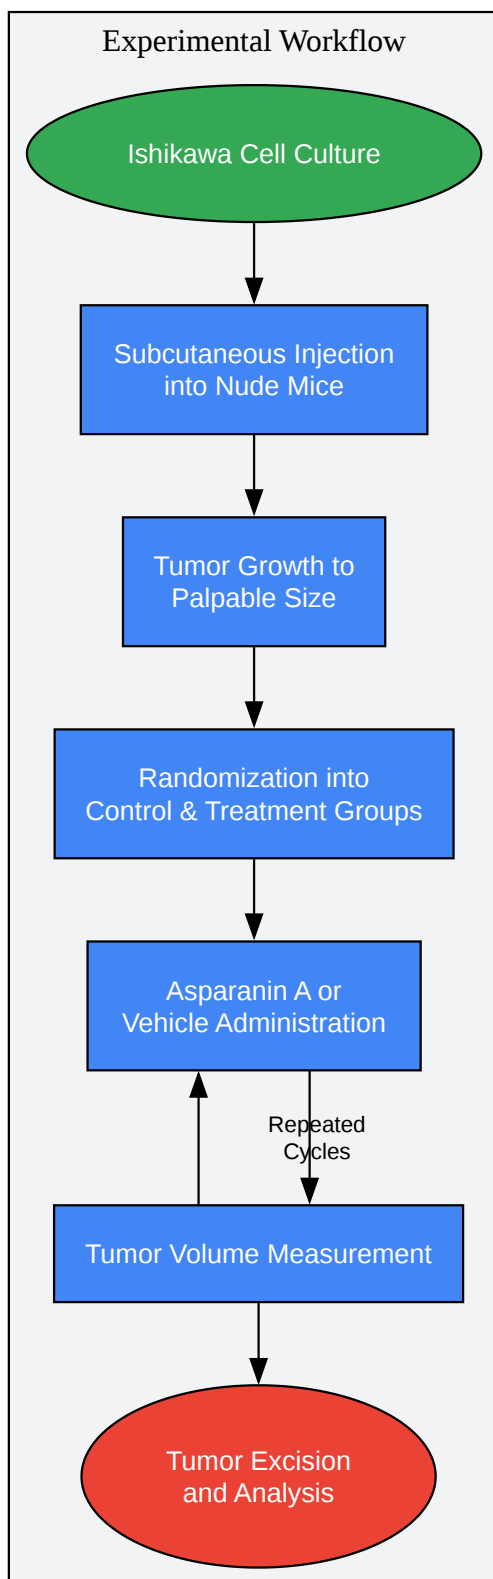 Experimental Workflow
Ishikawa Cell Culture
Subcutaneous Injection
into Nude Mice
Tumor Growth to
Palpable Size
Randomization into
Control & Treatment Groups
Asparanin A or
Vehicle Administration
Repeated
Cycles
Tumor Volume Measurement
Tumor Excision
and Analysis